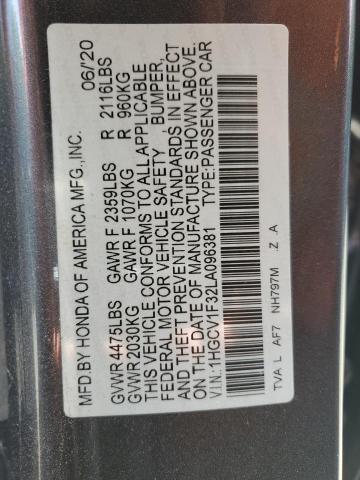 MFD.BY HONDA OF AMERICA MFG.,INC. 06/'20
GVWR 4475LBS GAWR F 2359LBS R 2116LBS
GVWR 2030KG GAWR F 1070KG R 960KG
THIS VEHICLE CONFORMS TO ALL APPLICABLE
FEDERAL MOTOR VEHICLE SAFETY BUMPER,
AND THEFT PREVENTION STANDARDS IN EFFECT
ON THE DATE OF MANUFACTURE SHOWN ABOVE.
V.I.N.:1HGCV1F32LA096381 TYPE:PASSENGER CAR
TVA L AF7 NH797M .Z .A